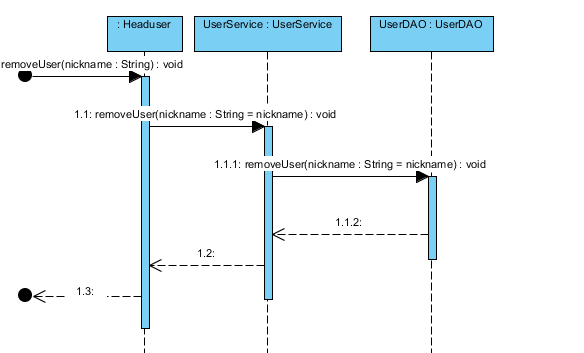 : Headuser
UserService : UserService
UserDAO : UserDAO
removeUser(nickname : String) : void
1.1: removeUser(nickname : String = nickname) : void
1.1.1: removeUser(nickname : String = nickname) : void
1.1.2:
1.2:
1.3: